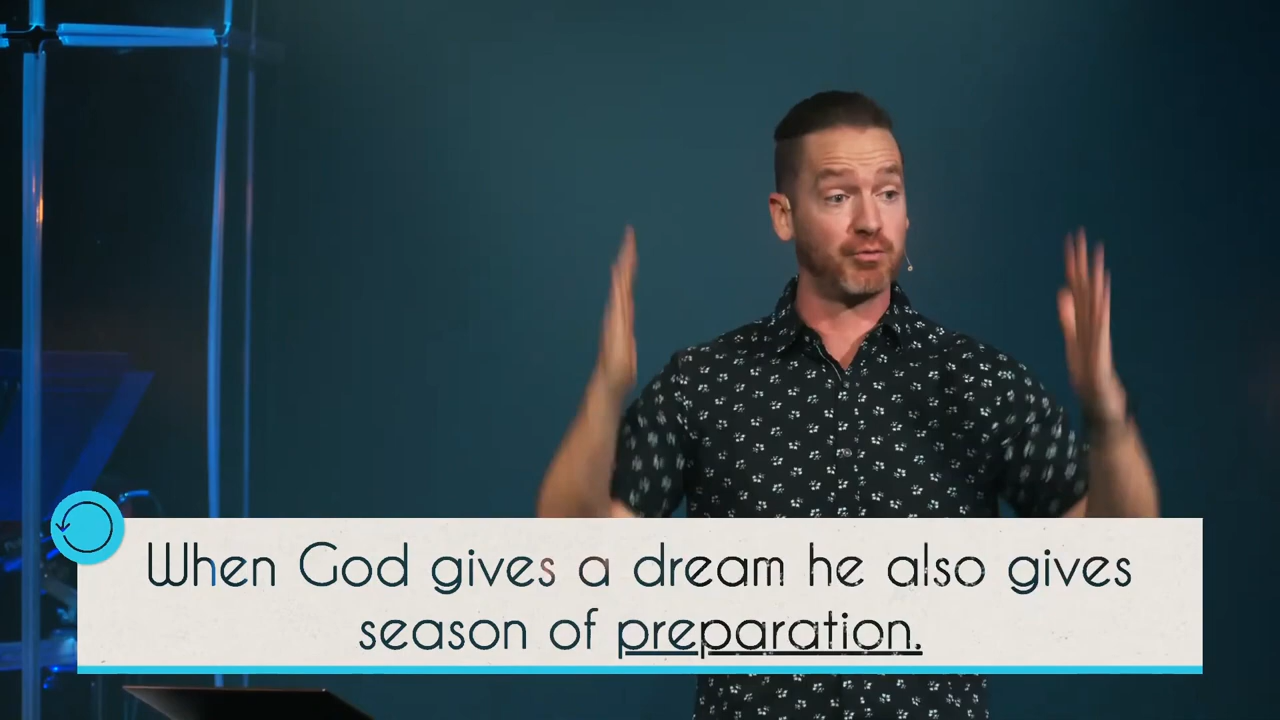 When God gives a dream he also gives
season of preparation.